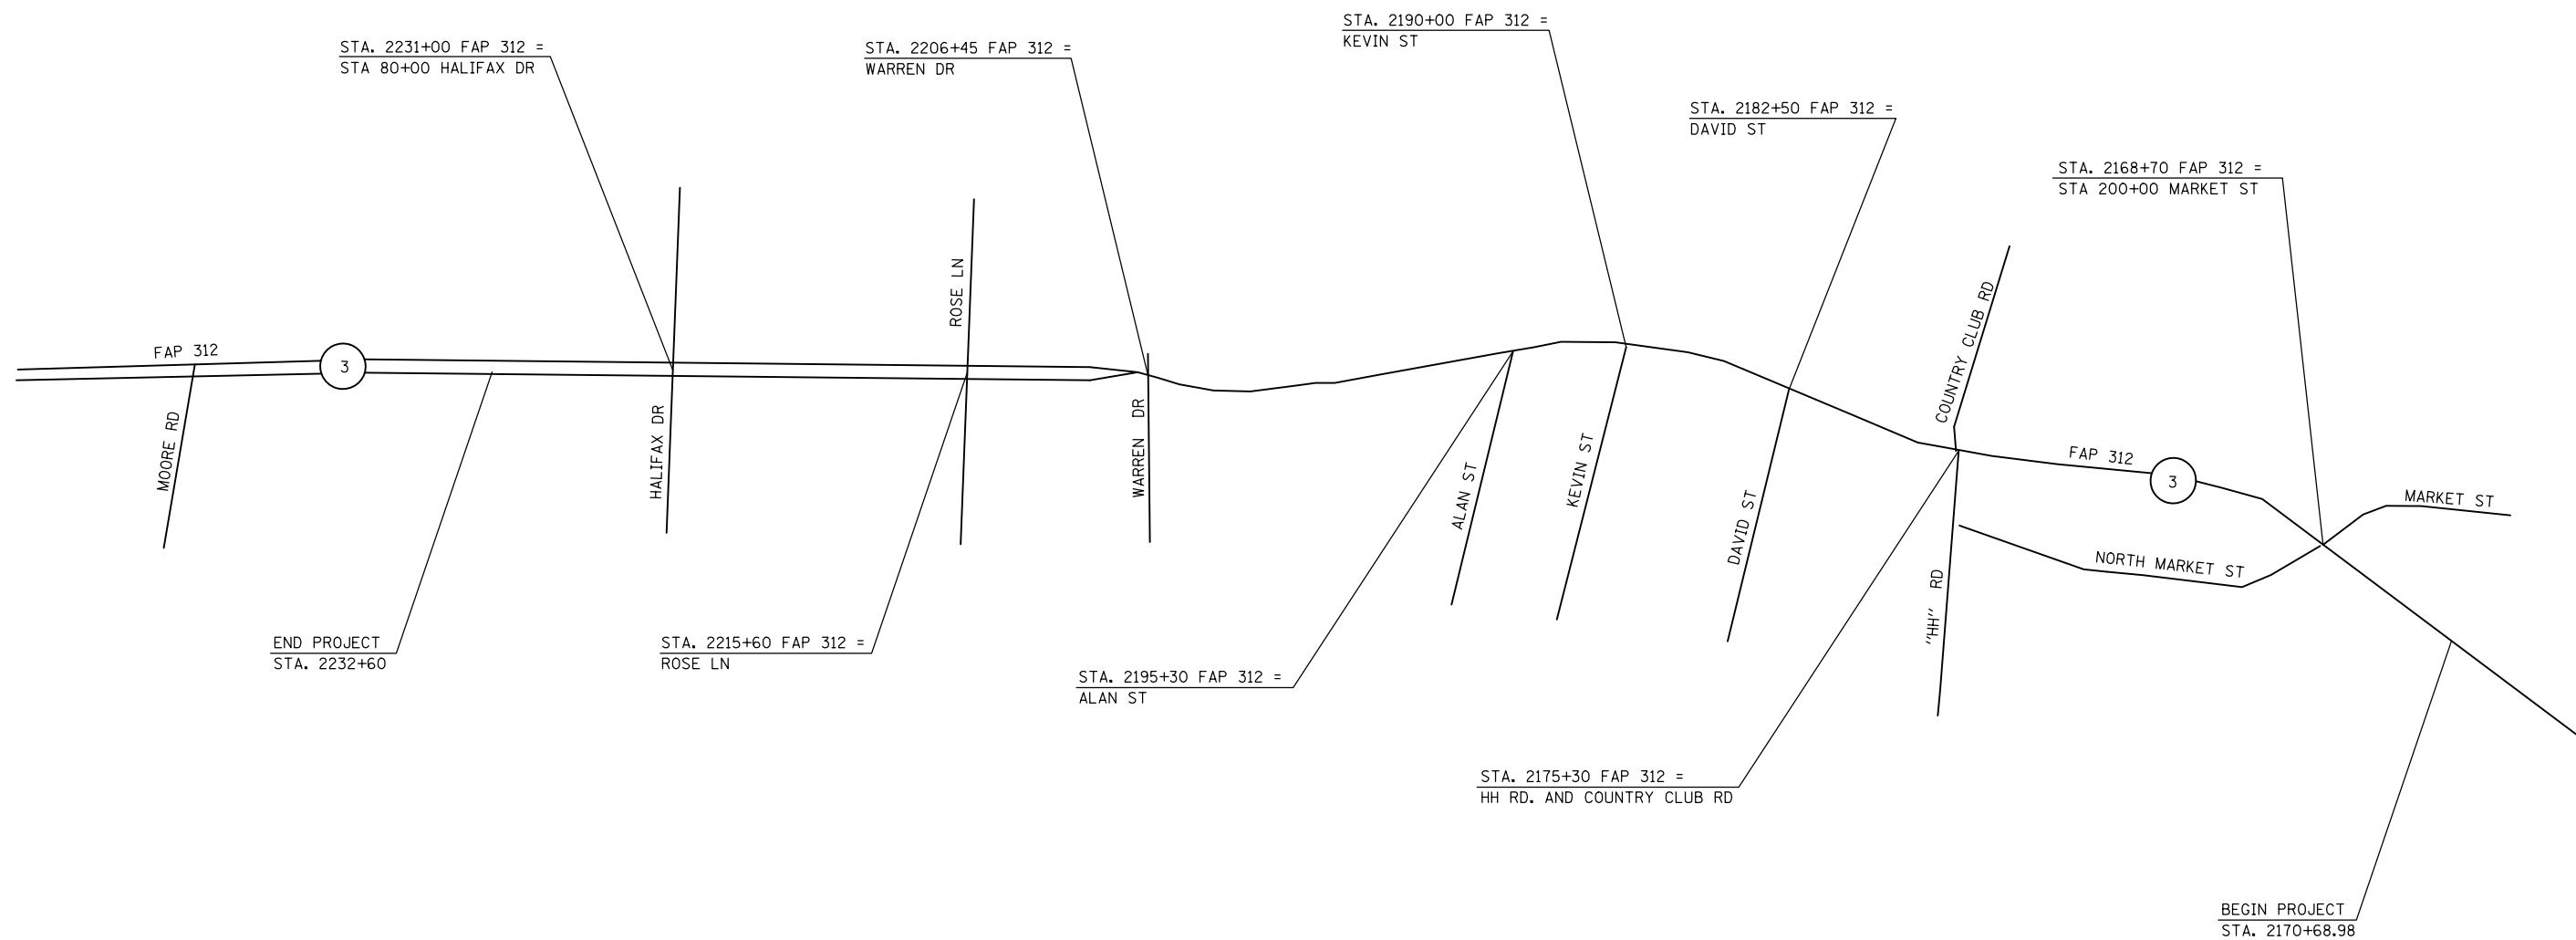 STA. 2190+00 FAP 312 =
KEVIN ST
STA. 2231+00 FAP 312 =
STA 80+00 HALIFAX DR
STA. 2206+45 FAP 312 =
WARREN DR
STA. 2182+50 FAP 312 =
DAVID ST
STA. 2168+70 FAP 312 =
STA 200+00 MARKET ST
FAP 312
3
MOORE RD
HALIFAX DR
ROSE LN
WARREN DR
ALAN ST
KEVIN ST
DAVID ST
COUNTRY CLUB RD
"HH" RD
FAP 312
3
MARKET ST
NORTH MARKET ST
END PROJECT
STA. 2232+60
STA. 2215+60 FAP 312 =
ROSE LN
STA. 2195+30 FAP 312 =
ALAN ST
STA. 2175+30 FAP 312 =
HH RD. AND COUNTRY CLUB RD
BEGIN PROJECT
STA. 2170+68.98